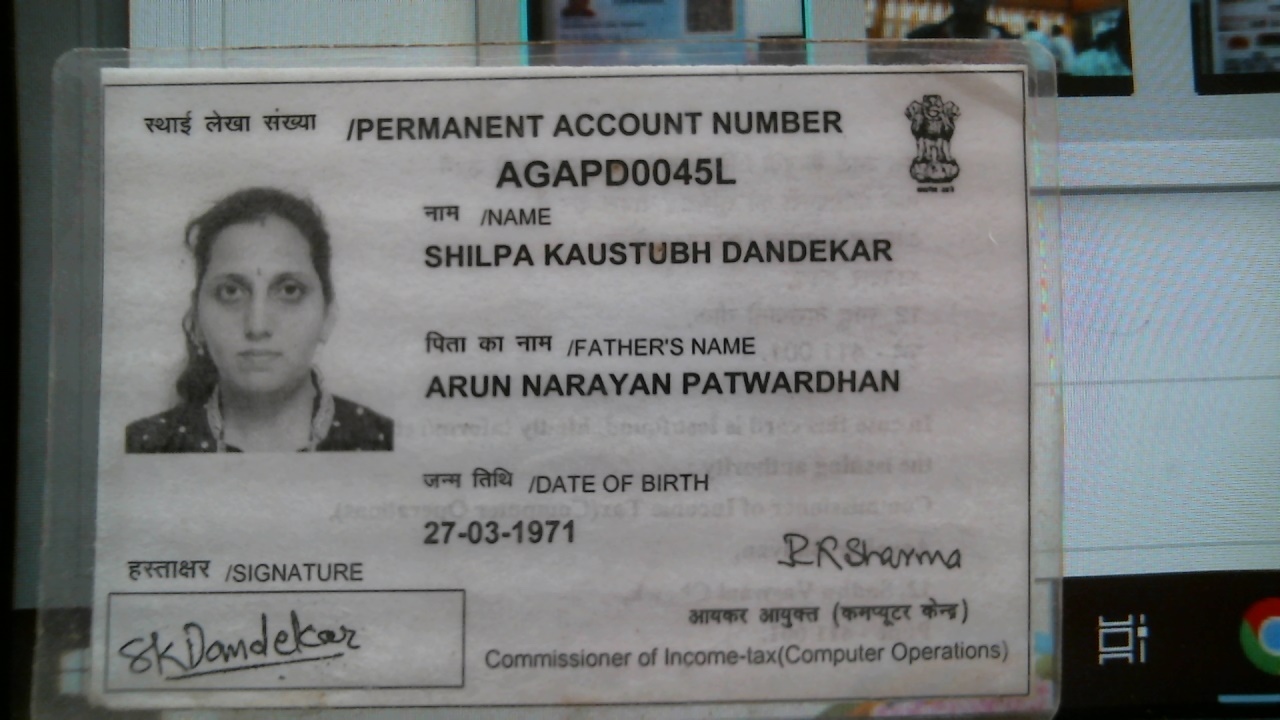 स्थाई लेखा संख्या /PERMANENT ACCOUNT NUMBER
AGAPD0045L
नाम /NAME
SHILPA KAUSTUBH DANDEKAR
पिता का नाम /FATHER'S NAME
ARUN NARAYAN PATWARDHAN
जन्म तिथि /DATE OF BIRTH
27-03-1971
RRSharma
हस्ताक्षर /SIGNATURE
SKDandekar
आयकर आयुक्त (कमप्यूटर केन्द्र)
Commissioner of Income-tax(Computer Operations)